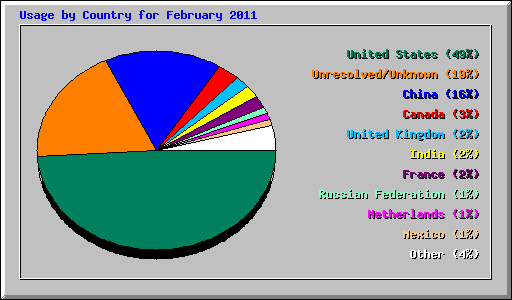 Usage by Country for February 2011
United States (49%)
Unresolved/Unknown (19%)
China (16%)
Canada (3%)
United Kingdom (2%)
India (2%)
France (2%)
Russian Federation (1%)
Netherlands (1%)
Mexico (1%)
Other (4%)